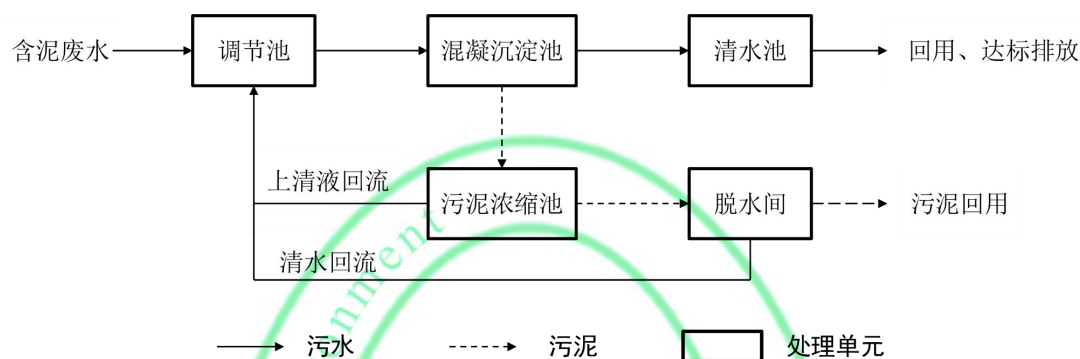 含泥废水
调节池
混凝沉淀池
清水池
回用、达标排放
上清液回流
污泥浓缩池
脱水间
污泥回用
清水回流
nment
污水
污泥
处理单元